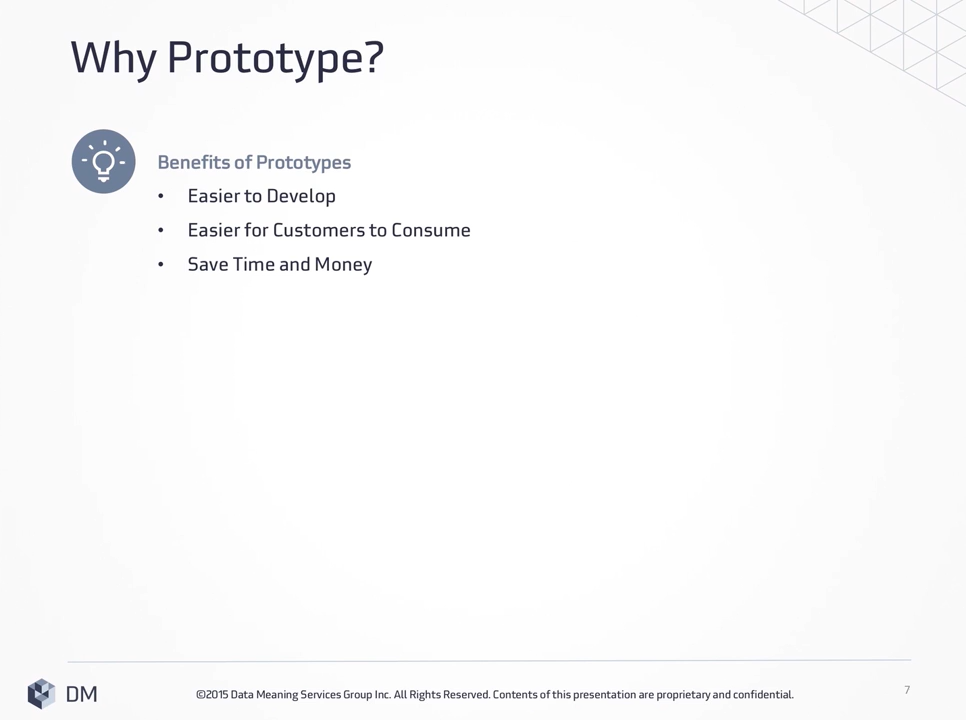 Why Prototype?
Benefits of Prototypes
• Easier to Develop
• Easier for Customers to Consume
• Save Time and Money
DM
©2015 Data Meaning Services Group Inc. All Rights Reserved. Contents of this presentation are proprietary and confidential.
7